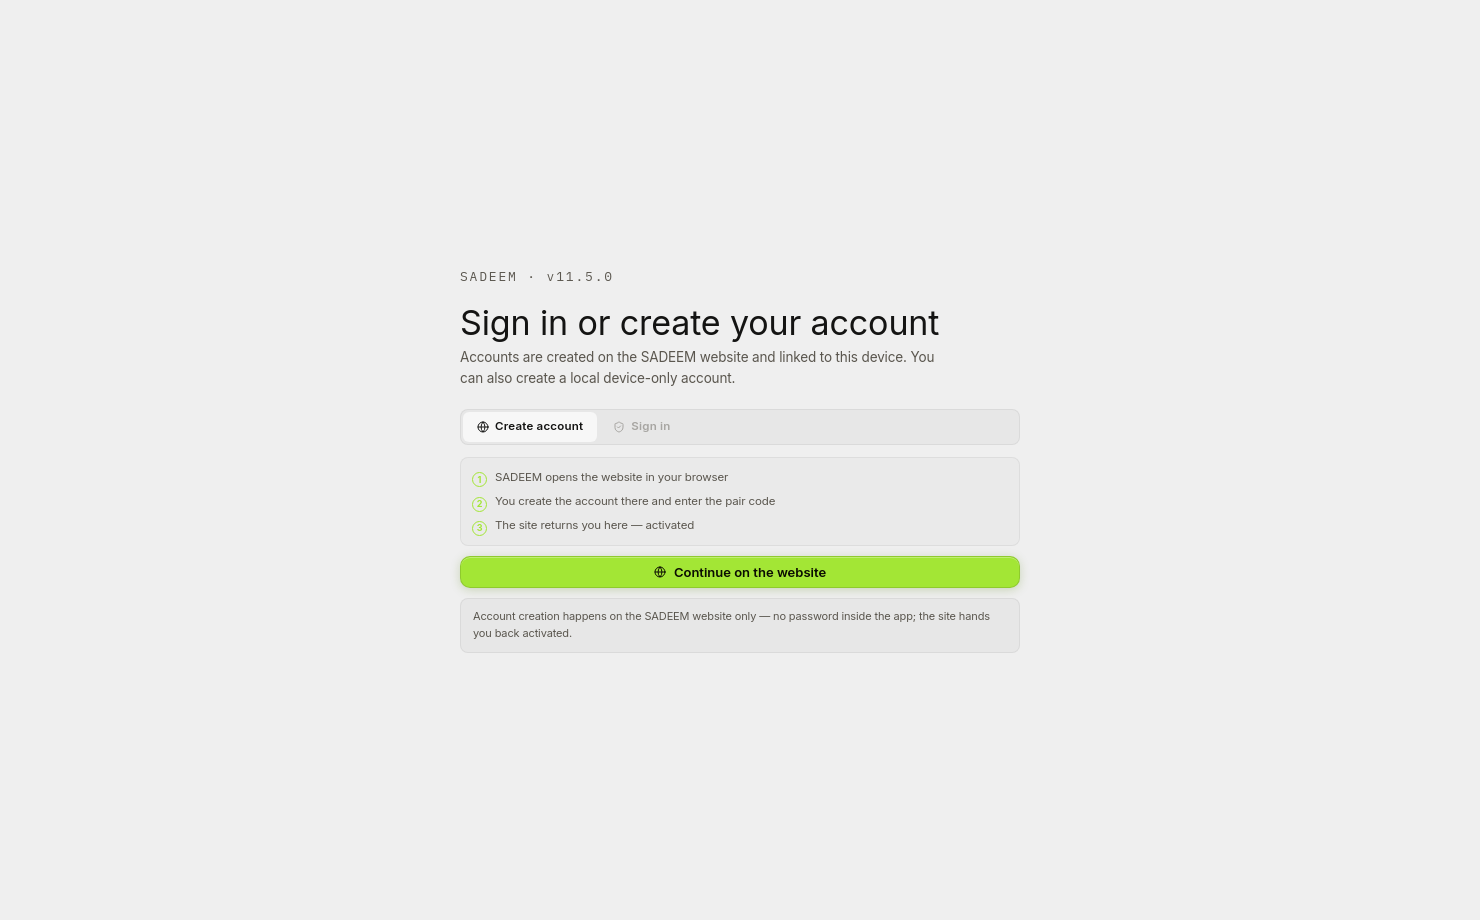 SADEEM · v11.5.0
Sign in or create your account
Accounts are created on the SADEEM website and linked to this device. You
can also create a local device-only account.
Create account
Sign in
1 SADEEM opens the website in your browser
2 You create the account there and enter the pair code
3 The site returns you here — activated
Continue on the website
Account creation happens on the SADEEM website only — no password inside the app; the site hands
you back activated.